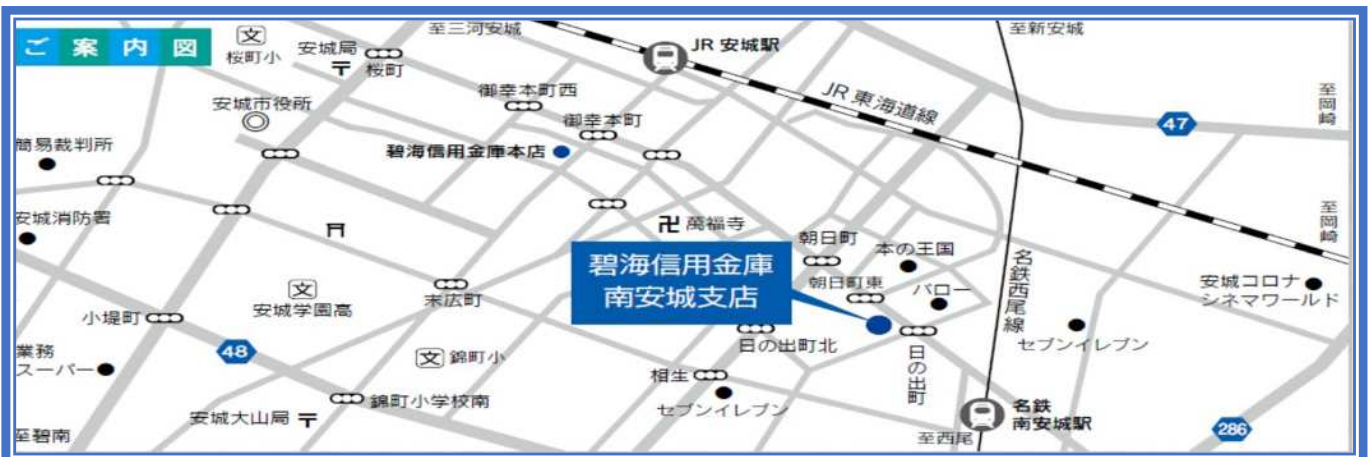 ご案内図
文
桜町小
安城局
〒
桜町
至三河安城
JR 安城駅
至新安城
至岡崎
御幸本町西
安城市役所
御幸本町
JR 東海道線
47
簡易裁判所
碧海信用金庫本店
安城消防署
卍 萬福寺
朝日町
本の王国
至岡崎
碧海信用金庫
南安城支店
朝日町東
バロー
名鉄西尾線
安城コロナ
シネマワールド
文
安城学園高
末広町
小堤町
日の出町北
日の出町
セブンイレブン
業務
スーパー
48
文 錦町小
相生
セブンイレブン
錦町小学校南
安城大山局 〒
名鉄
南安城駅
至碧南
至西尾
286